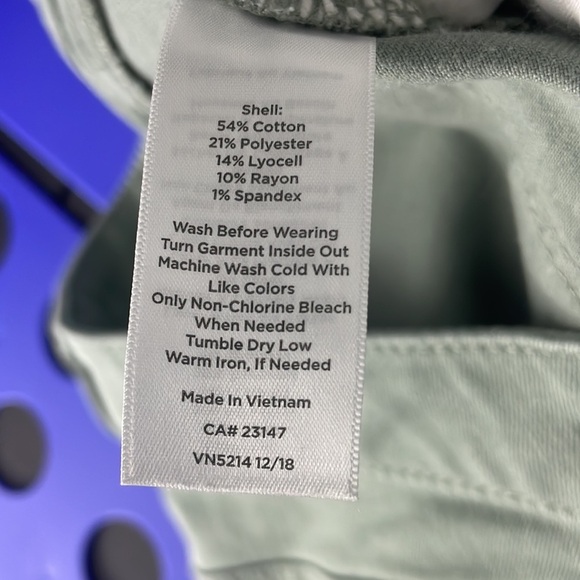 Shell:
54% Cotton
21% Polyester
14% Lyocell
10% Rayon
1% Spandex
Wash Before Wearing
Turn Garment Inside Out
Machine Wash Cold With
Like Colors
Only Non-Chlorine Bleach
When Needed
Tumble Dry Low
Warm Iron, If Needed
Made In Vietnam
CA# 23147
VN5214 12/18